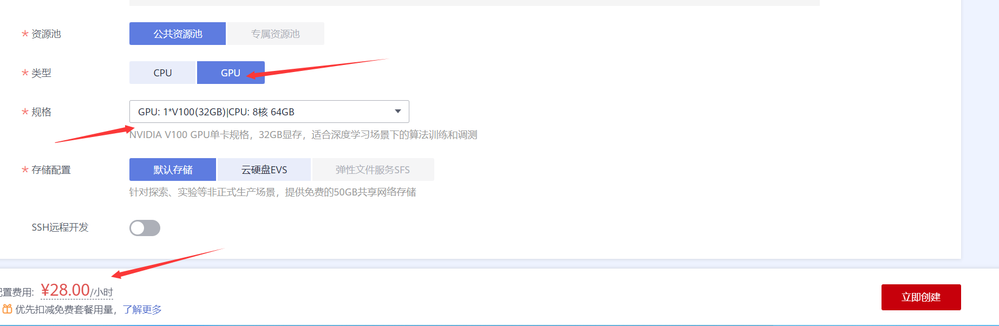 * 资源池 公共资源池 专属资源池
* 类型 CPU GPU
* 规格 GPU: 1*V100(32GB)|CPU: 8核 64GB
NVIDIA V100 GPU单卡规格，32GB显存，适合深度学习场景下的算法训练和调测
* 存储配置 默认存储 云硬盘EVS 弹性文件服务SFS
针对探索、实验等非正式生产场景，提供免费的50GB共享网络存储
SSH远程开发
置费用: ¥28.00/小时
立即创建
优先扣减免费套餐用量，了解更多